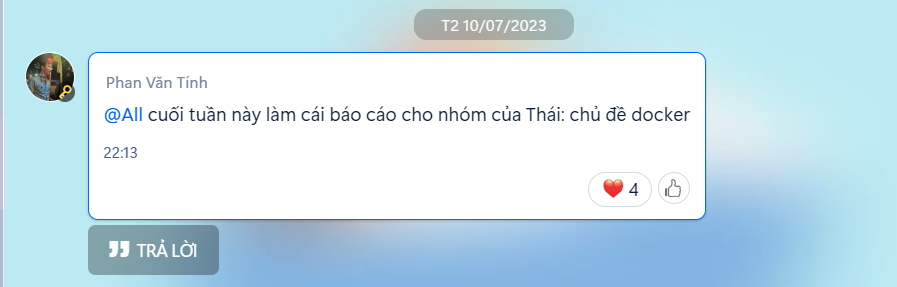 T2 10/07/2023
Phan Văn Tính
@All cuối tuần này làm cái báo cáo cho nhóm của Thái: chủ đề docker
22:13
4
TRẢ LỜI